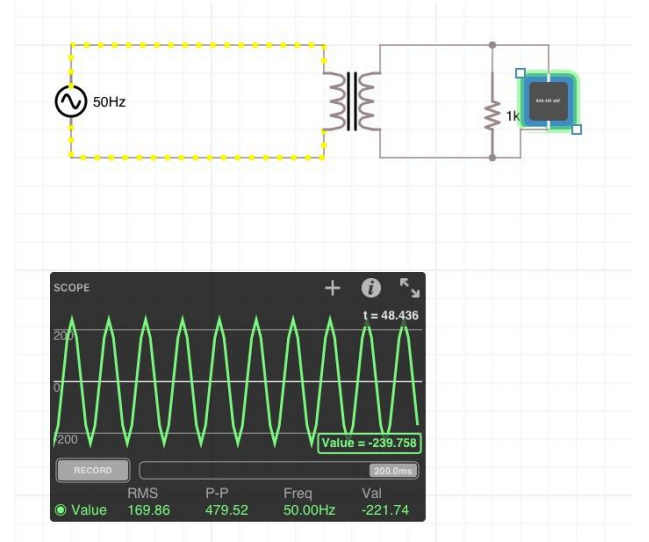 50Hz
1k
SCOPE
t = 48.436
200
0
-200
Value = -239.758
RECORD
200.0ms
RMS P-P Freq Val
Value 169.86 479.52 50.00Hz -221.74